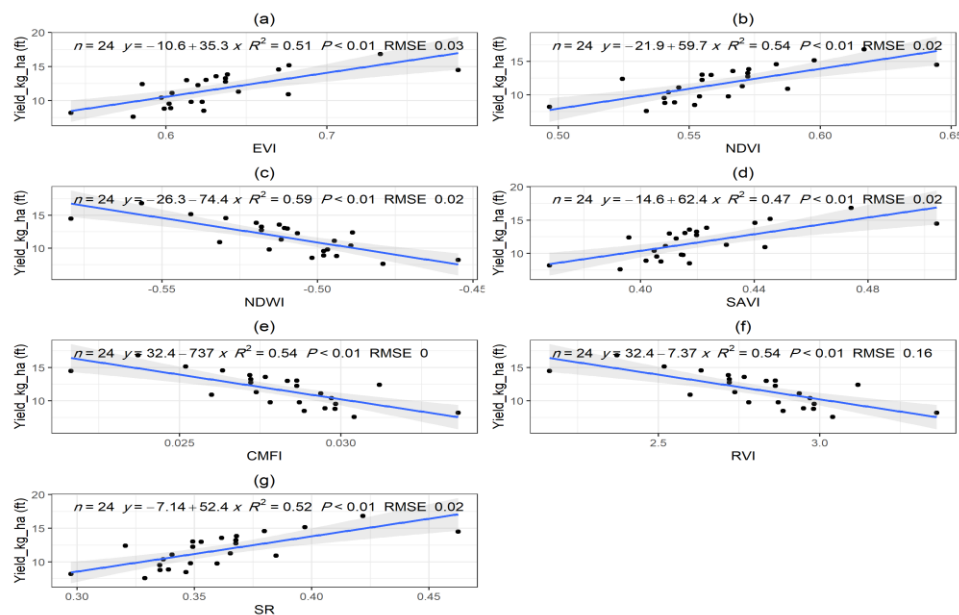 (a)
n = 24 y = −10.6 + 35.3 x R² = 0.51 P < 0.01 RMSE 0.03
Yield_kg_ha (ft)
20
15
10
0.6 0.7
EVI
(b)
n = 24 y = −21.9 + 59.7 x R² = 0.54 P < 0.01 RMSE 0.02
Yield_kg_ha (ft)
20
15
10
0.50 0.55 0.60 0.65
NDVI
(c)
n = 24 y = −26.3 − 74.4 x R² = 0.59 P < 0.01 RMSE 0.02
Yield_kg_ha (ft)
15
10
-0.55 -0.50 -0.45
NDWI
(d)
n = 24 y = −14.6 + 62.4 x R² = 0.47 P < 0.01 RMSE 0.02
Yield_kg_ha (ft)
20
15
10
0.40 0.44 0.48
SAVI
(e)
n = 24 y = 32.4 − 737 x R² = 0.54 P < 0.01 RMSE 0
Yield_kg_ha (ft)
15
10
0.025 0.030
CMFI
(f)
n = 24 y = 32.4 − 7.37 x R² = 0.54 P < 0.01 RMSE 0.16
Yield_kg_ha (ft)
15
10
2.5 3.0
RVI
(g)
n = 24 y = −7.14 + 52.4 x R² = 0.52 P < 0.01 RMSE 0.02
Yield_kg_ha (ft)
20
15
10
0.30 0.35 0.40 0.45
SR